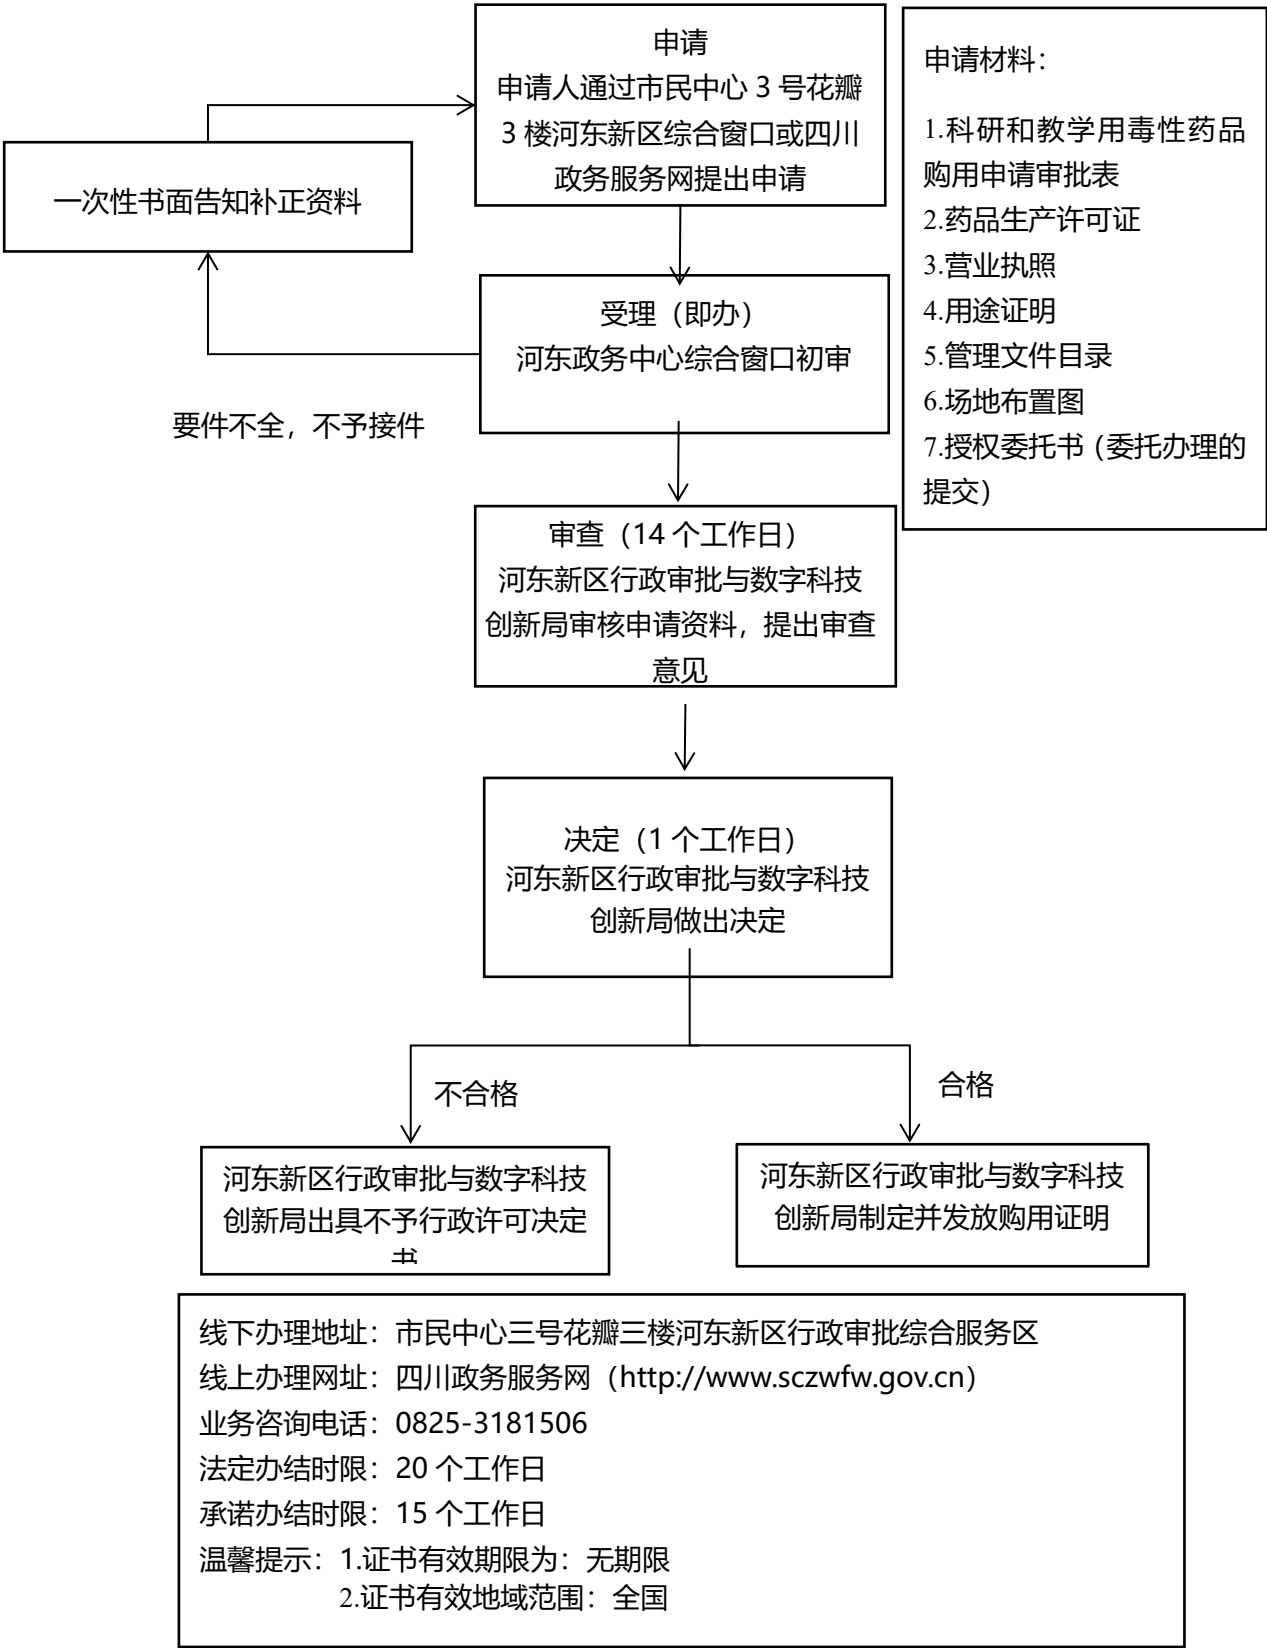 申请
申请人通过市民中心 3 号花瓣
3 楼河东新区综合窗口或四川
政务服务网提出申请
申请材料：
1.科研和教学用毒性药品
购用申请审批表
2.药品生产许可证
3.营业执照
4.用途证明
5.管理文件目录
6.场地布置图
7.授权委托书（委托办理的
提交）
一次性书面告知补正资料
受理（即办）
河东政务中心综合窗口初审
要件不全，不予接件
审查（14 个工作日）
河东新区行政审批与数字科技
创新局审核申请资料，提出审查
意见
决定（1 个工作日）
河东新区行政审批与数字科技
创新局做出决定
不合格
合格
河东新区行政审批与数字科技
创新局出具不予行政许可决定
书
河东新区行政审批与数字科技
创新局制定并发放购用证明
线下办理地址：市民中心三号花瓣三楼河东新区行政审批综合服务区
线上办理网址：四川政务服务网（http://www.sczwfw.gov.cn）
业务咨询电话：0825-3181506
法定办结时限：20 个工作日
承诺办结时限：15 个工作日
温馨提示：1.证书有效期限为：无期限
2.证书有效地域范围：全国